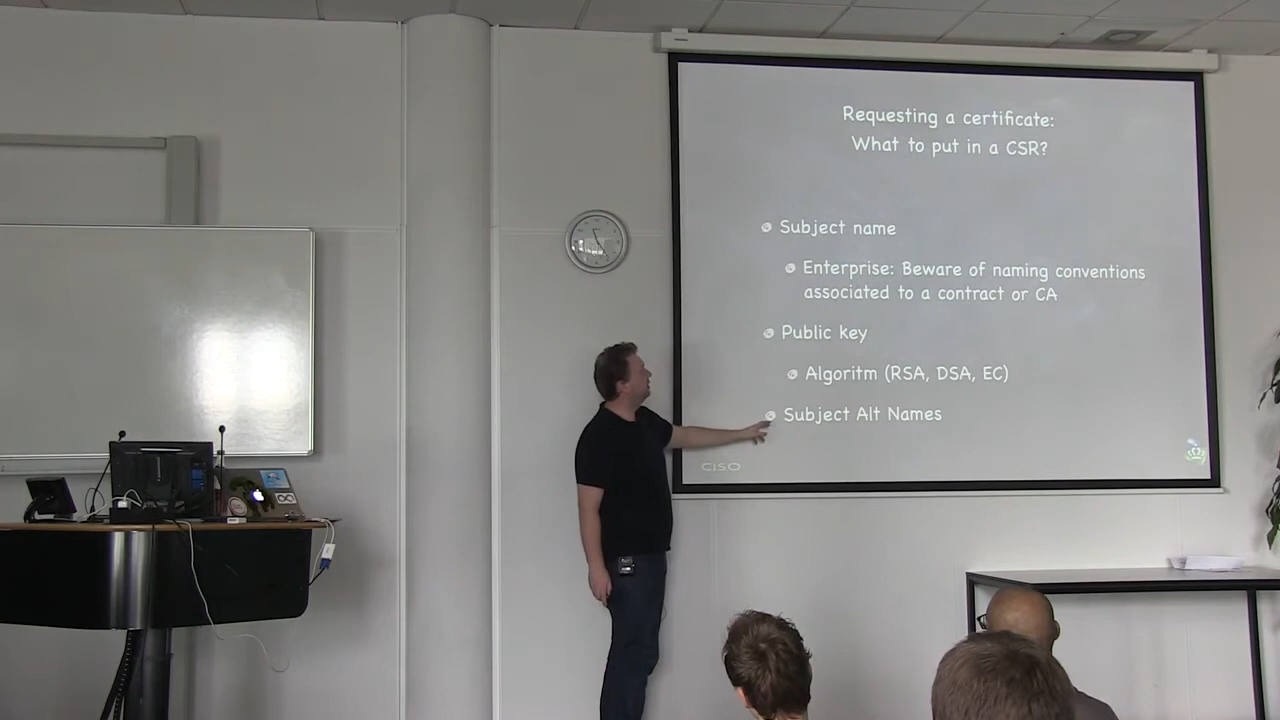 Requesting a certificate:
What to put in a CSR?
Subject name
Enterprise: Beware of naming conventions
associated to a contract or CA
Public key
Algoritm (RSA, DSA, EC)
Subject Alt Names
CISO